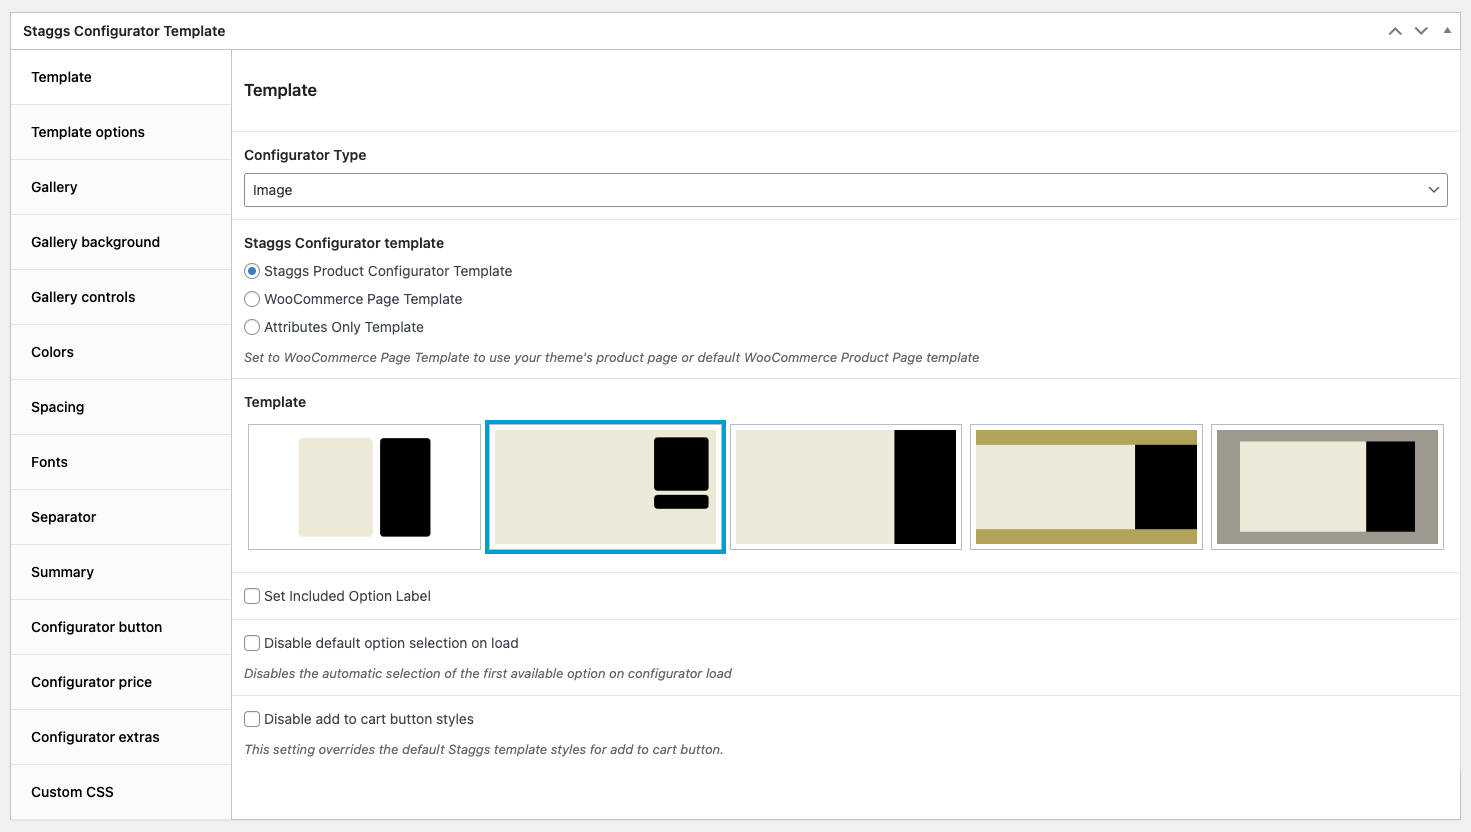 Staggs Configurator Template
Template
Template options
Gallery
Gallery background
Gallery controls
Colors
Spacing
Fonts
Separator
Summary
Configurator button
Configurator price
Configurator extras
Custom CSS
Template
Configurator Type
Image
Staggs Configurator template
Staggs Product Configurator Template
WooCommerce Page Template
Attributes Only Template
Set to WooCommerce Page Template to use your theme's product page or default WooCommerce Product Page template
Template
Set Included Option Label
Disable default option selection on load
Disables the automatic selection of the first available option on configurator load
Disable add to cart button styles
This setting overrides the default Staggs template styles for add to cart button.